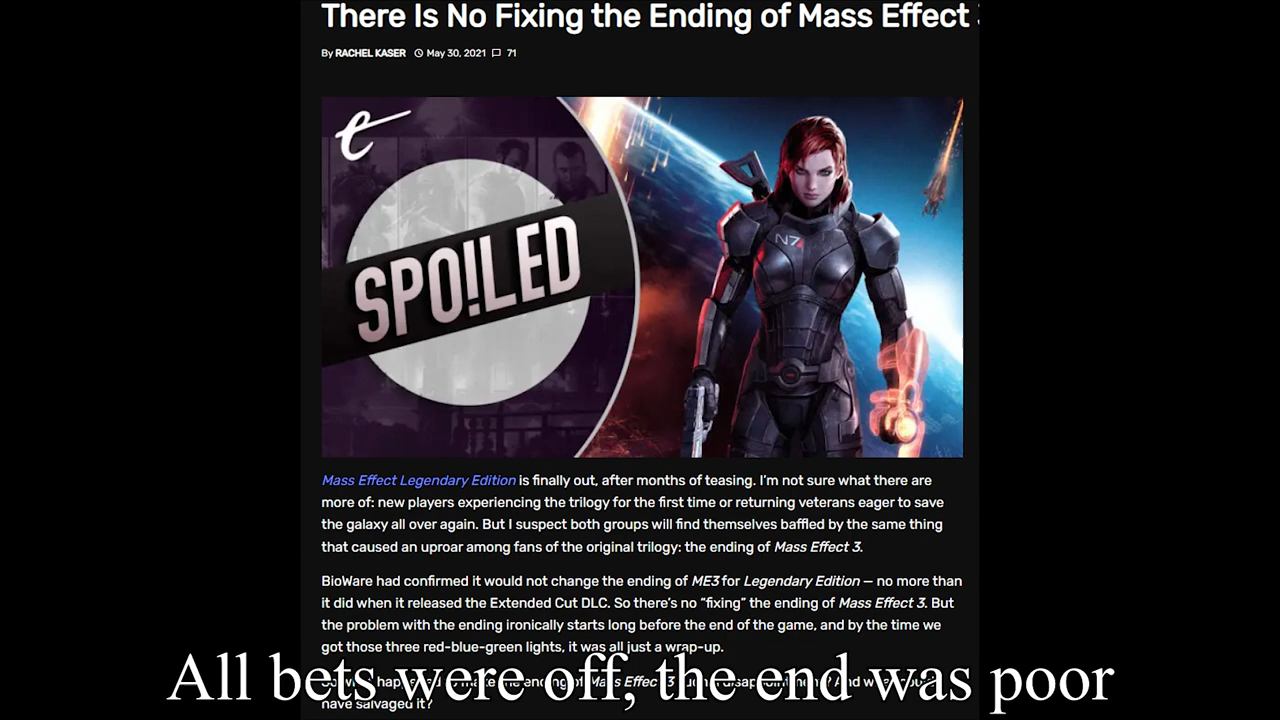 There Is No Fixing the Ending of Mass Effect
By RACHEL KASER May 30, 2021 71
e
SPO!LED
N7
Mass Effect Legendary Edition is finally out, after months of teasing. I'm not sure what there are
more of: new players experiencing the trilogy for the first time or returning veterans eager to save
the galaxy all over again. But I suspect both groups will find themselves baffled by the same thing
that caused an uproar among fans of the original trilogy: the ending of Mass Effect 3.
BioWare had confirmed it would not change the ending of ME3 for Legendary Edition — no more than
it did when it released the Extended Cut DLC. So there's no “fixing” the ending of Mass Effect 3. But
the problem with the ending ironically starts long before the end of the game, and by the time we
got those three red-blue-green lights, it was all just a wrap-up.
Mass Effect
have salvaged it?
All bets were off, the end was poor